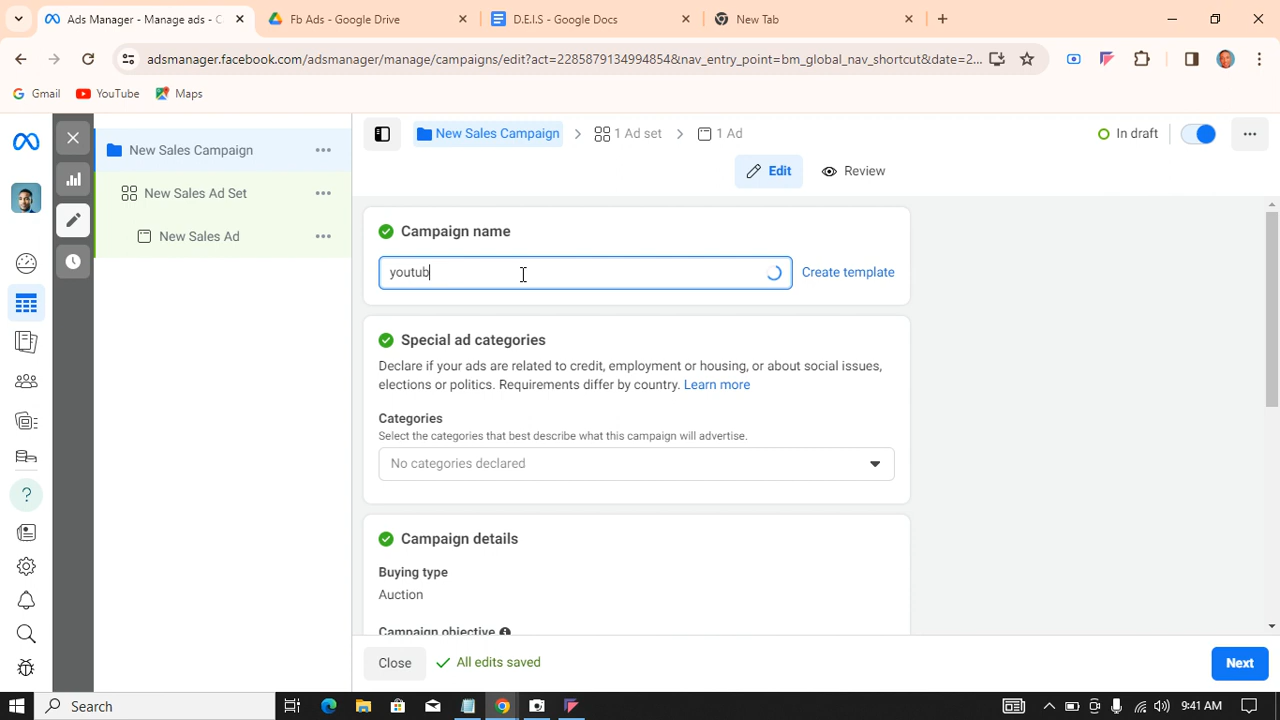 Ads Manager - Manage ads - C
Fb Ads - Google Drive
D.E.I.S - Google Docs
New Tab
adsmanager.facebook.com/adsmanager/manage/campaigns/edit?act=228587913499485​4&nav_entry_point=bm_global_nav_shortcut&date=2...
Gmail
YouTube
Maps
New Sales Campaign
New Sales Ad Set
New Sales Ad
New Sales Campaign
1 Ad set
1 Ad
In draft
Edit
Review
Campaign name
youtub
Create template
Special ad categories
Declare if your ads are related to credit, employment or housing, or about social issues,
elections or politics. Requirements differ by country. Learn more
Categories
Select the categories that best describe what this campaign will advertise.
No categories declared
Campaign details
Buying type
Auction
Campaign objective
Close
All edits saved
Next
Search
9:41 AM